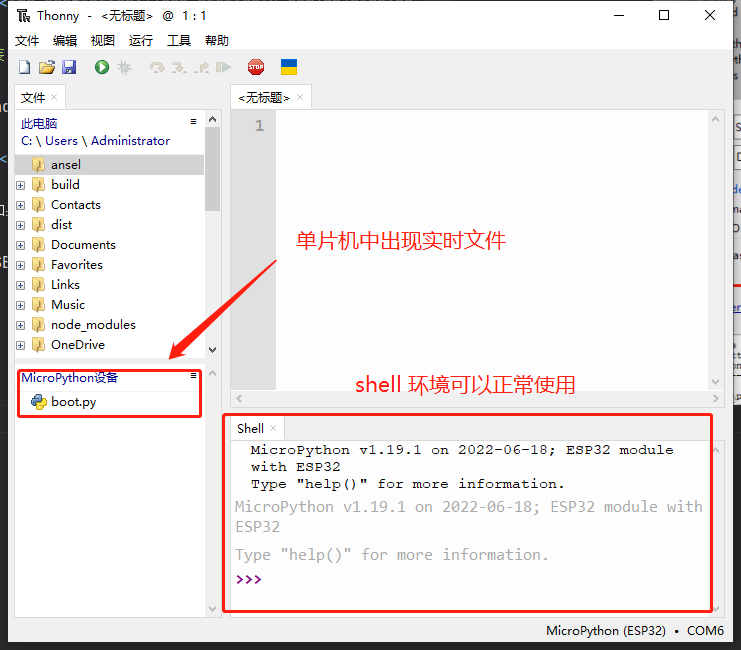 Thonny - <无标题> @ 1 : 1
文件 编辑 视图 运行 工具 帮助
STOP
文件 ×
此电脑
C: \ Users \ Administrator
ansel
build
Contacts
dist
Documents
Favorites
Links
Music
node_modules
OneDrive
MicroPython设备
boot.py
<无标题> ×
1
单片机中出现实时文件
shell 环境可以正常使用
Shell ×
MicroPython v1.19.1 on 2022-06-18; ESP32 module
with ESP32
Type "help()" for more information.
MicroPython v1.19.1 on 2022-06-18; ESP32 module with
ESP32
Type "help()" for more information.
>>>
MicroPython (ESP32) • COM6